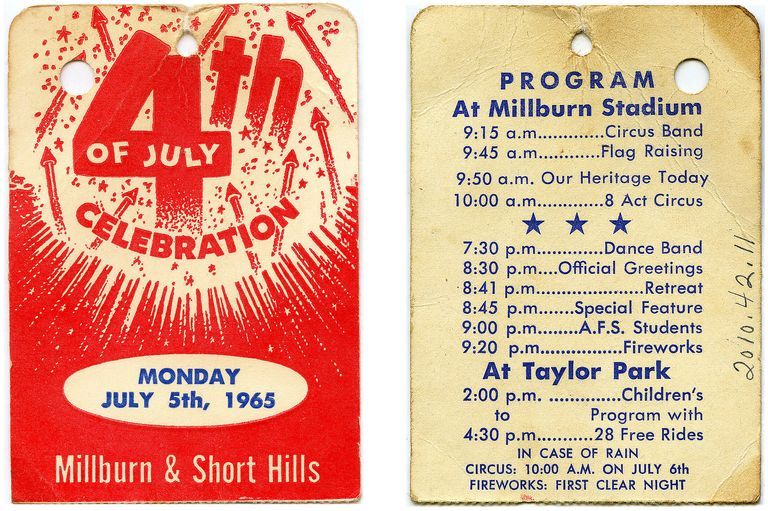 4th
OF JULY
CELEBRATION
MONDAY
JULY 5th, 1965
Millburn & Short Hills
PROGRAM
At Millburn Stadium
9:15 a.m............Circus Band
9:45 a.m............Flag Raising
9:50 a.m. Our Heritage Today
10:00 a.m............8 Act Circus
★ ★ ★
7:30 p.m.............Dance Band
8:30 p.m....Official Greetings
8:41 p.m.....................Retreat
8:45 p.m.......Special Feature
9:00 p.m........A.F.S. Students
9:20 p.m................Fireworks
At Taylor Park
2:00 p.m. ..............Children's
to Program with
4:30 p.m...........28 Free Rides
IN CASE OF RAIN
CIRCUS: 10:00 A.M. ON JULY 6th
FIREWORKS: FIRST CLEAR NIGHT
2010.42.11